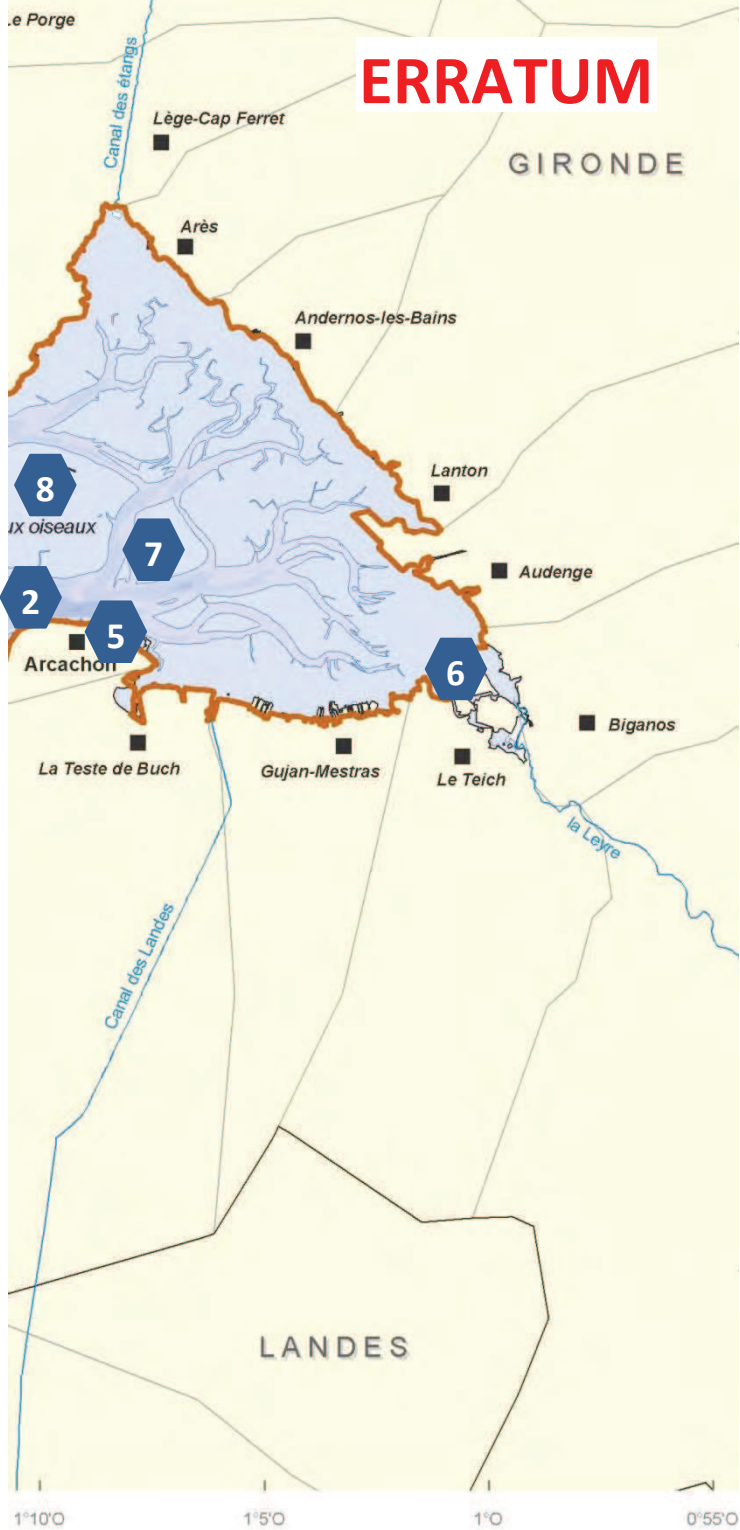 .e Porge
ERRATUM
Canal des étangs
Lège-Cap Ferret
GIRONDE
Arès
Andernos-les-Bains
Lanton
8
ux oiseaux
7
Audenge
2
5
Arcachon
6
Biganos
La Teste de Buch
Gujan-Mestras
Le Teich
la Leyre
Canal des Landes
LANDES
1°10'O
1°5'O
1°O
0°55'O